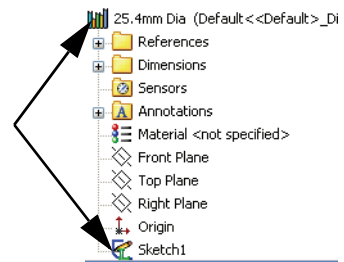 25.4mm Dia (Default<<Default>_Di
References
Dimensions
Sensors
A Annotations
Material <not specified>
Front Plane
Top Plane
Right Plane
Origin
Sketch1